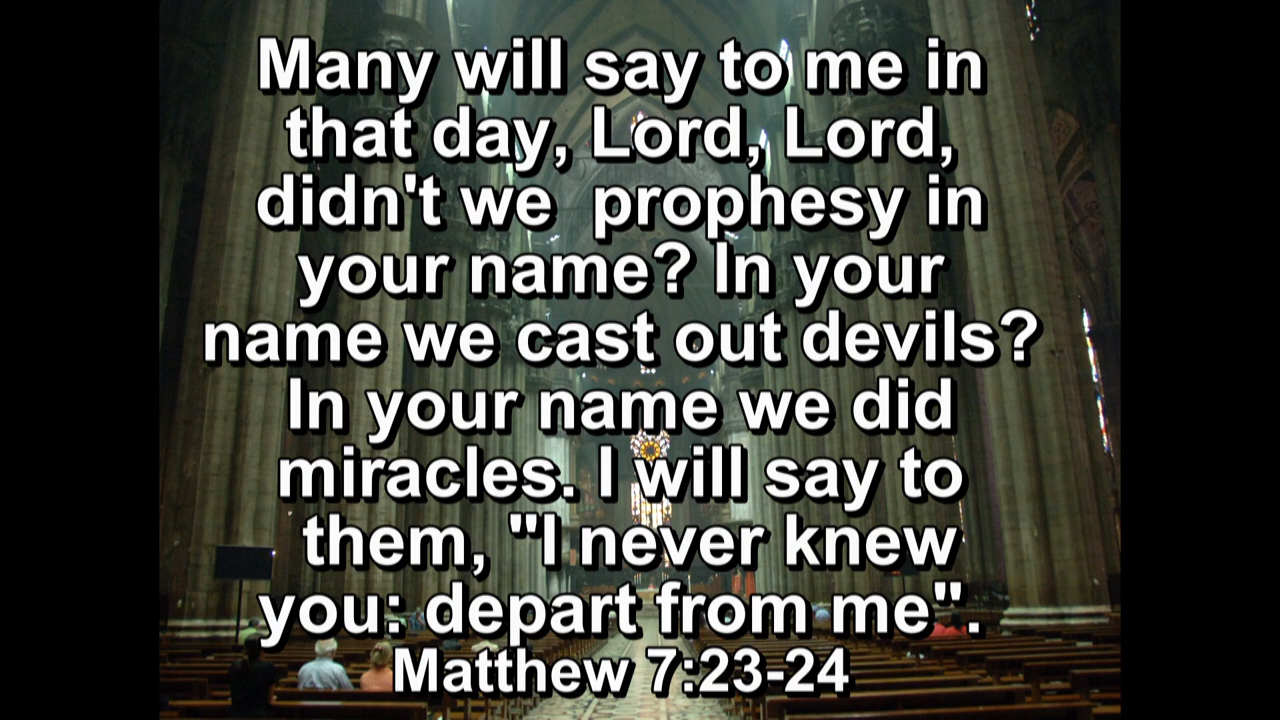 Many will say to me in
that day, Lord, Lord,
didn't we  prophesy in
your name? In your
name we cast out devils?
In your name we did
miracles. I will say to
them, "I never knew
you: depart from me".
Matthew 7:23-24